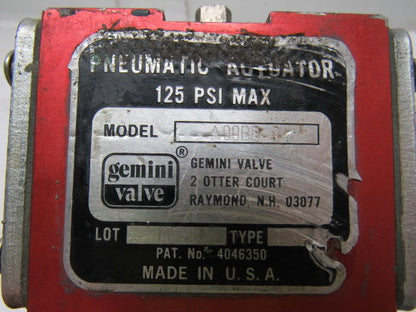 PNEUMATIC ACTUATOR
125 PSI MAX
MODEL
gemini
valve
®
GEMINI VALVE
2 OTTER COURT
RAYMOND, N.H. 03077
LOT TYPE
PAT. No. 4046350
MADE IN U.S.A.